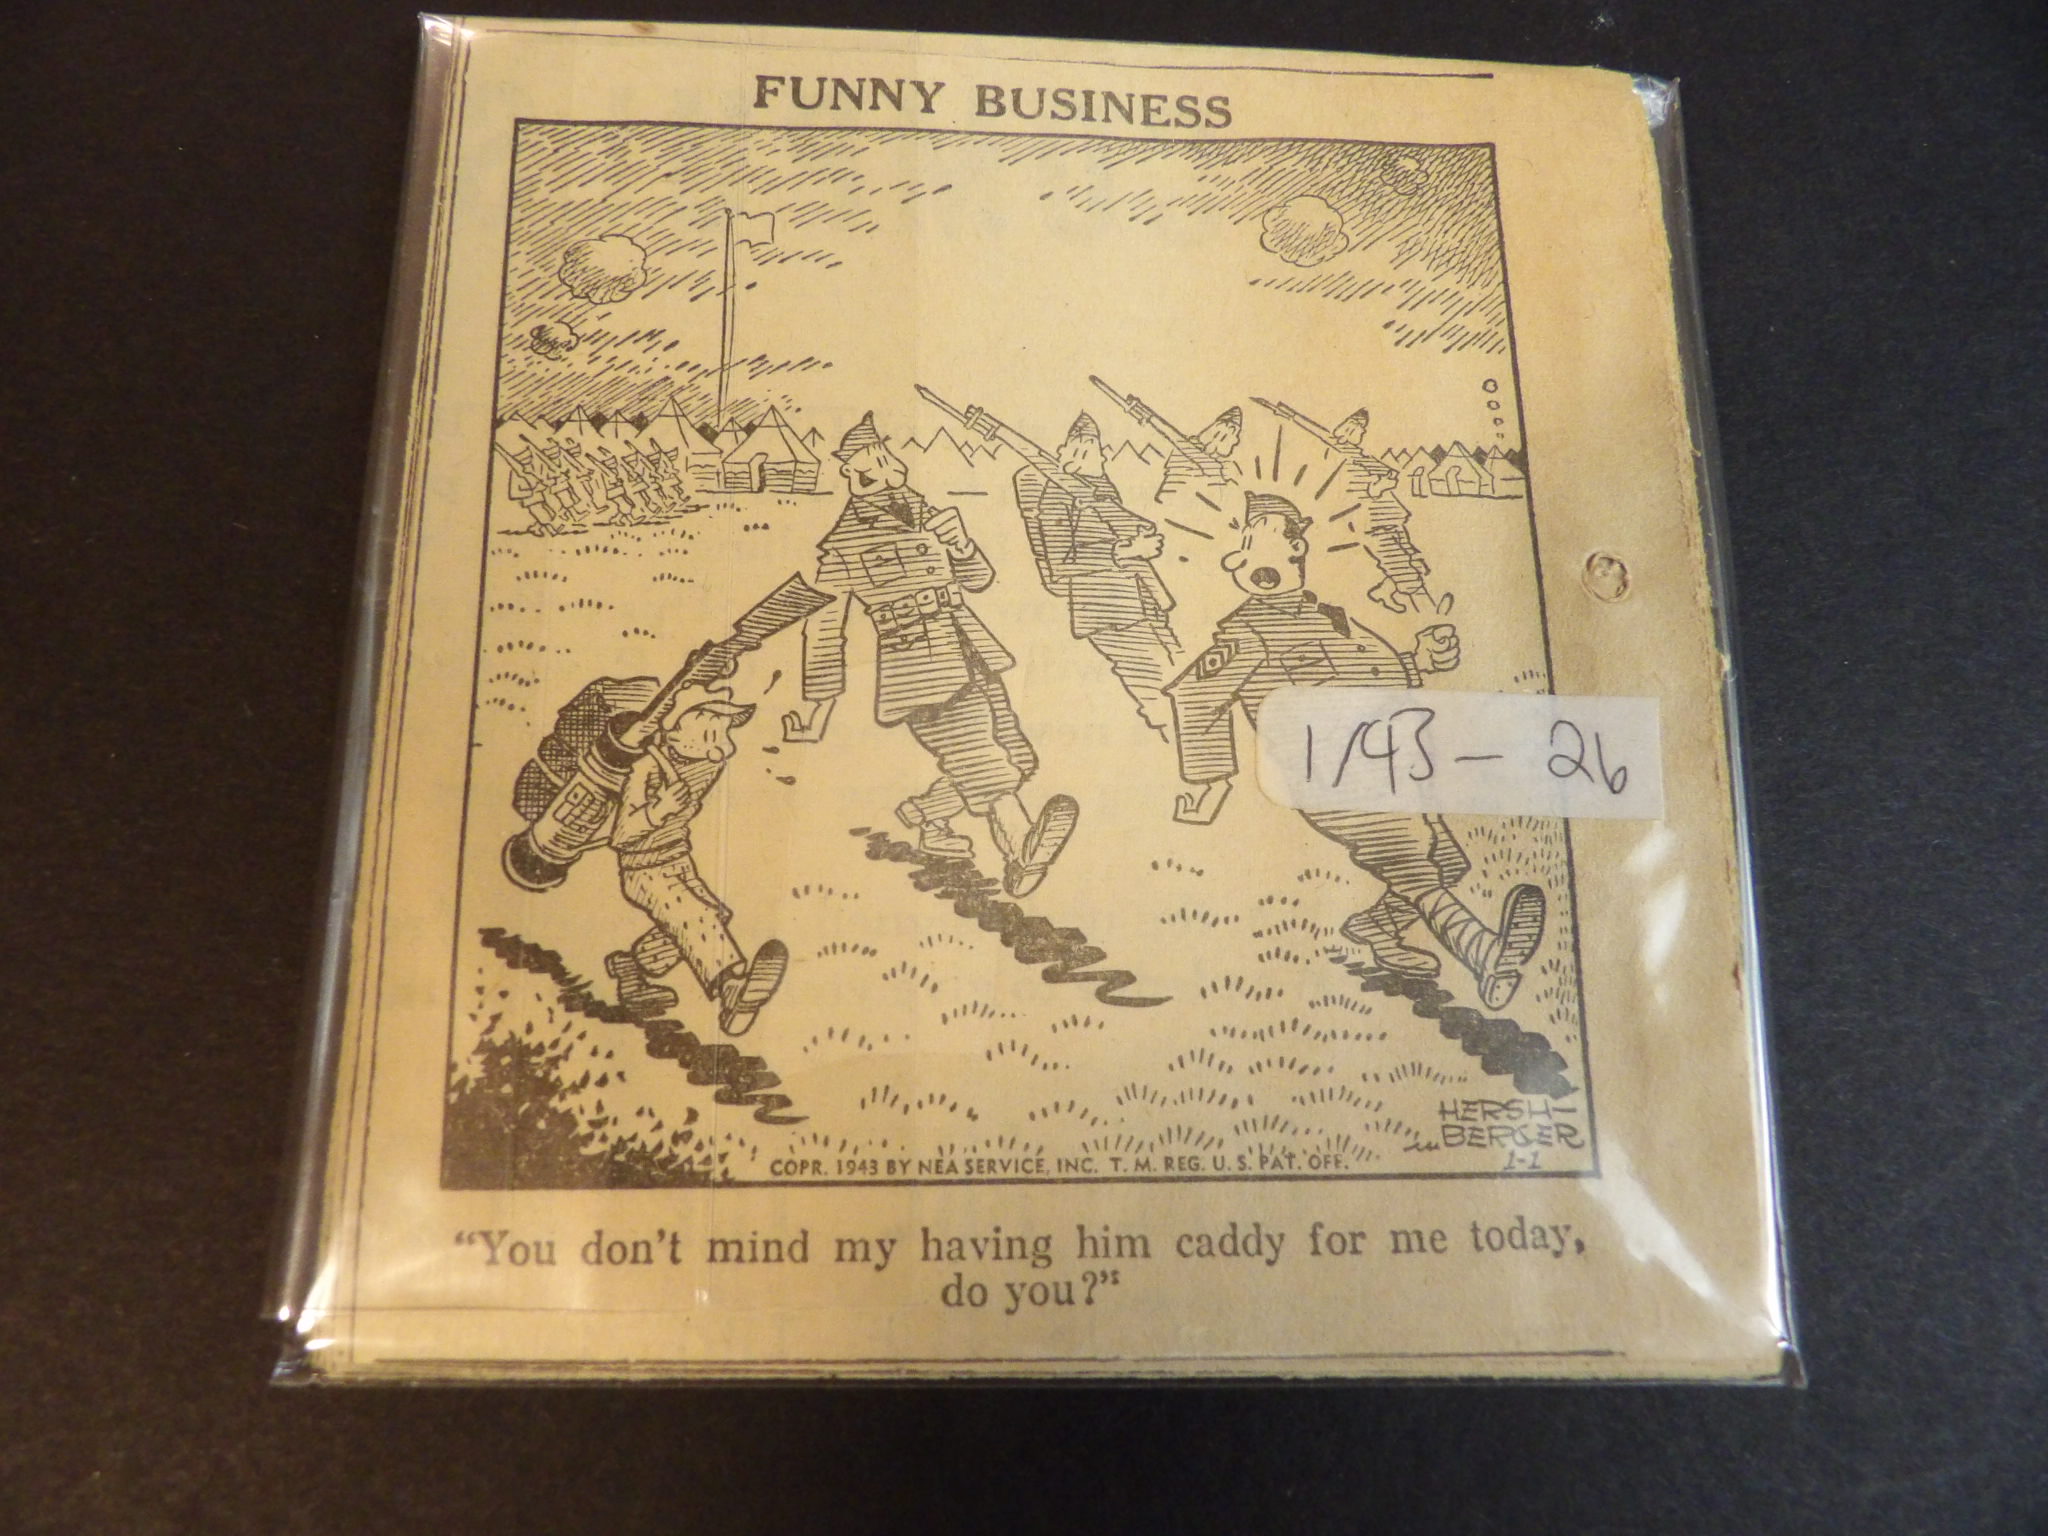 FUNNY BUSINESS
1/43 - 26
HERSH-
BERGER
1-1
COPR. 1943 BY NEA SERVICE, INC. T. M. REG. U. S. PAT. OFF.
"You don't mind my having him caddy for me today,
do you?"